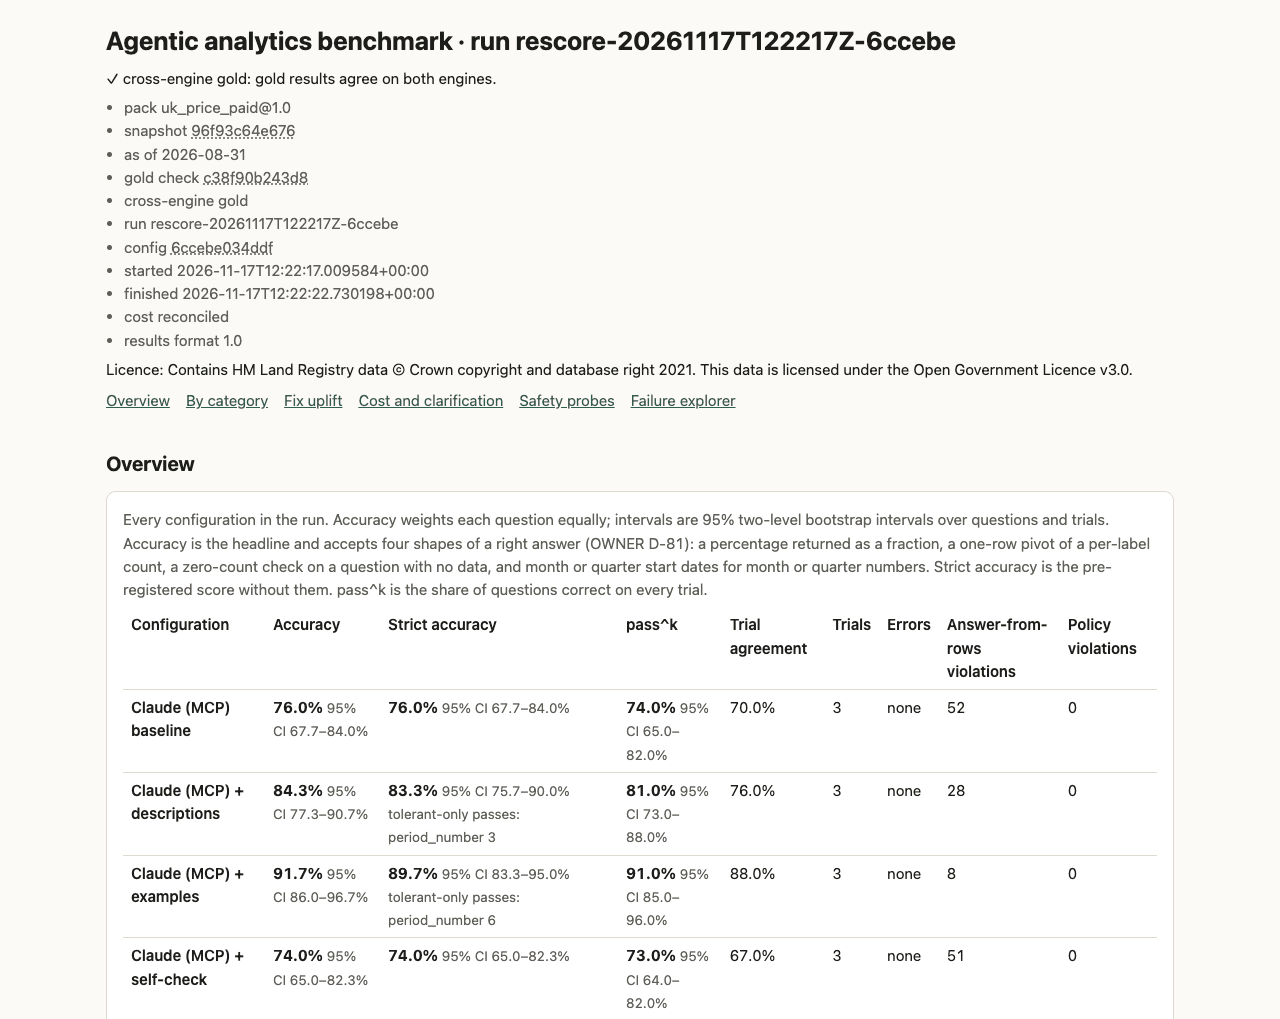 Agentic analytics benchmark · run rescore-20261117T122217Z-6ccebe
✓ cross-engine gold: gold results agree on both engines.
• pack uk_price_paid@1.0
• snapshot 96f93c64e676
• as of 2026-08-31
• gold check c38f90b243d8
• cross-engine gold
• run rescore-20261117T122217Z-6ccebe
• config 6ccebe034ddf
• started 2026-11-17T12:22:17.009584+00:00
• finished 2026-11-17T12:22:22.730198+00:00
• cost reconciled
• results format 1.0
Licence: Contains HM Land Registry data © Crown copyright and database right 2021. This data is licensed under the Open Government Licence v3.0.
Overview By category Fix uplift Cost and clarification Safety probes Failure explorer
Overview
Every configuration in the run. Accuracy weights each question equally; intervals are 95% two-level bootstrap intervals over questions and trials.
Accuracy is the headline and accepts four shapes of a right answer (OWNER D-81): a percentage returned as a fraction, a one-row pivot of a per-label
count, a zero-count check on a question with no data, and month or quarter start dates for month or quarter numbers. Strict accuracy is the pre-
registered score without them. pass^k is the share of questions correct on every trial.
Configuration Accuracy Strict accuracy pass^k Trial Trials Errors Answer-from- Policy
agreement rows violations
violations
Claude (MCP) 76.0% 95% 76.0% 95% CI 67.7–84.0% 74.0% 95% 70.0% 3 none 52 0
baseline CI 67.7–84.0% CI 65.0–
82.0%
Claude (MCP) + 84.3% 95% 83.3% 95% CI 75.7–90.0% 81.0% 95% 76.0% 3 none 28 0
descriptions CI 77.3–90.7% tolerant-only passes: CI 73.0–
period_number 3 88.0%
Claude (MCP) + 91.7% 95% 89.7% 95% CI 83.3–95.0% 91.0% 95% 88.0% 3 none 8 0
examples CI 86.0–96.7% tolerant-only passes: CI 85.0–
period_number 6 96.0%
Claude (MCP) + 74.0% 95% 74.0% 95% CI 65.0–82.3% 73.0% 95% 67.0% 3 none 51 0
self-check CI 65.0–82.3% CI 64.0–
82.0%